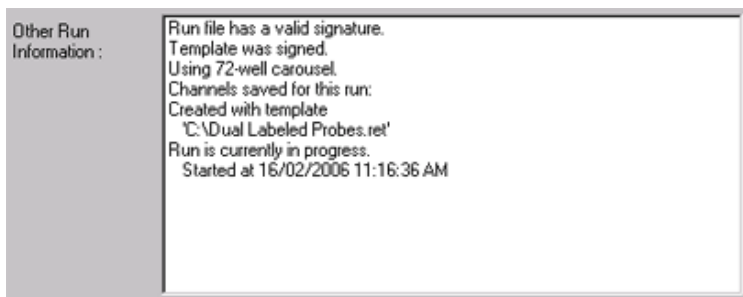 Other Run
Information :
Run file has a valid signature.
Template was signed.
Using 72-well carousel.
Channels saved for this run:
Created with template
'C:\Dual Labeled Probes.ret'
Run is currently in progress.
Started at 16/02/2006 11:16:36 AM